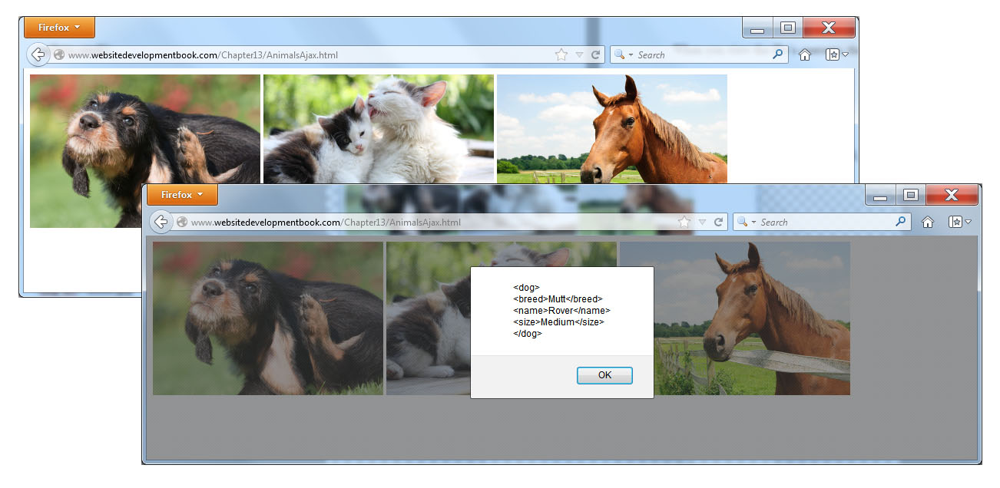 Firefox
www.websitedevelopmentbook.com/Chapter13/AnimalsAjax.html
Search
Firefox
www.websitedevelopmentbook.com/Chapter13/AnimalsAjax.html
Search
<dog>
<breed>Mutt</breed>
<name>Rover</name>
<size>Medium</size>
</dog>
OK